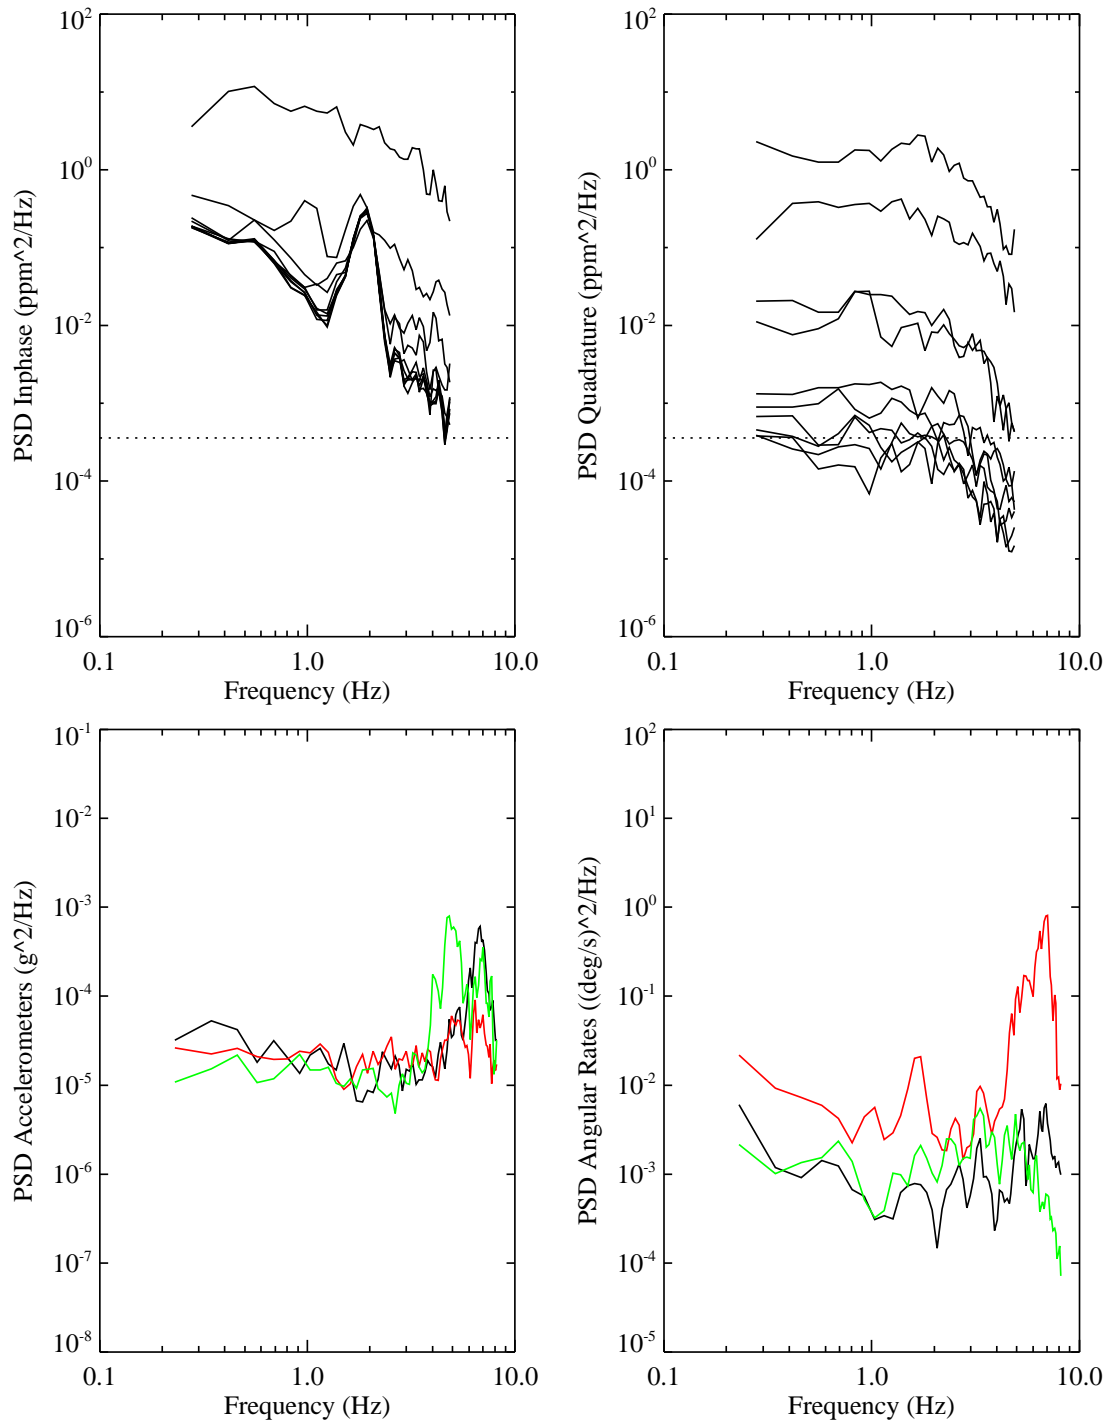 10^2
10^0
10^-2
10^-4
10^-6
PSD Inphase (ppm^2/Hz)
0.1 1.0 10.0
Frequency (Hz)
10^2
10^0
10^-2
10^-4
10^-6
PSD Quadrature (ppm^2/Hz)
0.1 1.0 10.0
Frequency (Hz)
10^-1
10^-2
10^-3
10^-4
10^-5
10^-6
10^-7
10^-8
PSD Accelerometers (g^2/Hz)
0.1 1.0 10.0
Frequency (Hz)
10^2
10^1
10^0
10^-1
10^-2
10^-3
10^-4
10^-5
PSD Angular Rates ((deg/s)^2/Hz)
0.1 1.0 10.0
Frequency (Hz)